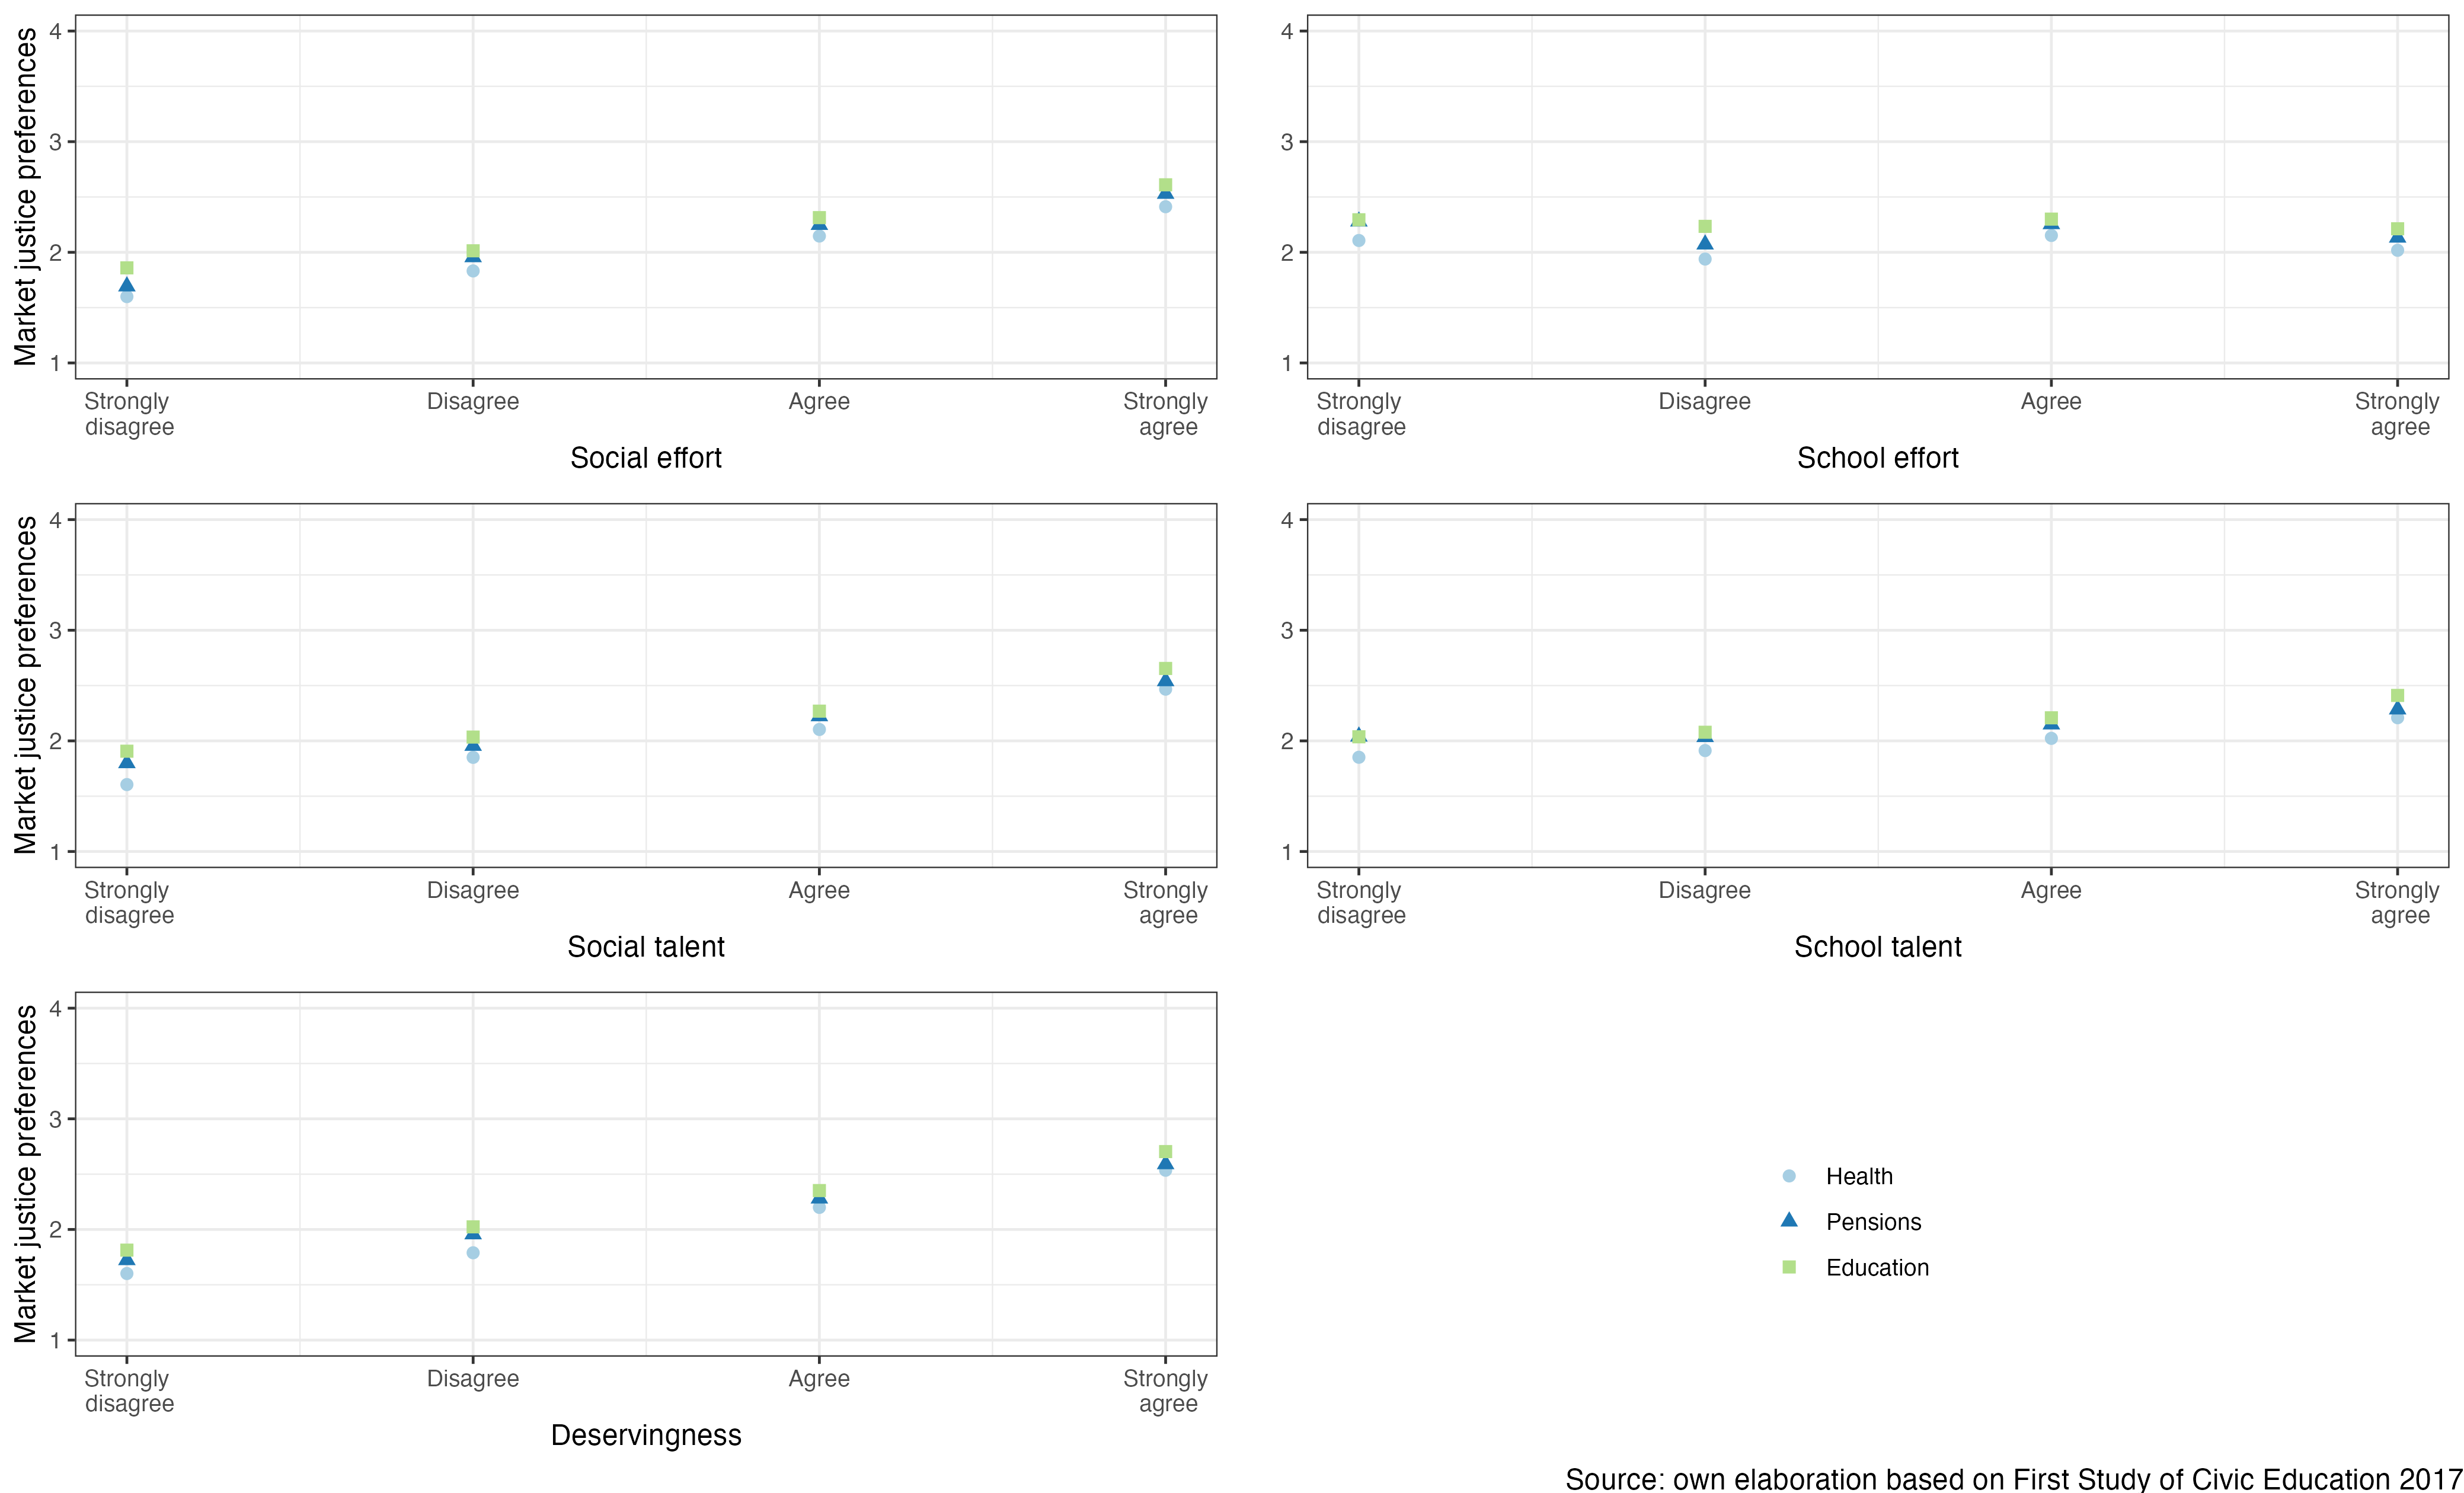 Market justice preferences
4
3
2
1
Strongly
disagree
Disagree
Agree
Strongly
agree
Social effort
4
3
2
1
Strongly
disagree
Disagree
Agree
Strongly
agree
School effort
Market justice preferences
4
3
2
1
Strongly
disagree
Disagree
Agree
Strongly
agree
Social talent
4
3
2
1
Strongly
disagree
Disagree
Agree
Strongly
agree
School talent
Market justice preferences
4
3
2
1
Strongly
disagree
Disagree
Agree
Strongly
agree
Deservingness
Health
Pensions
Education
Source: own elaboration based on First Study of Civic Education 2017